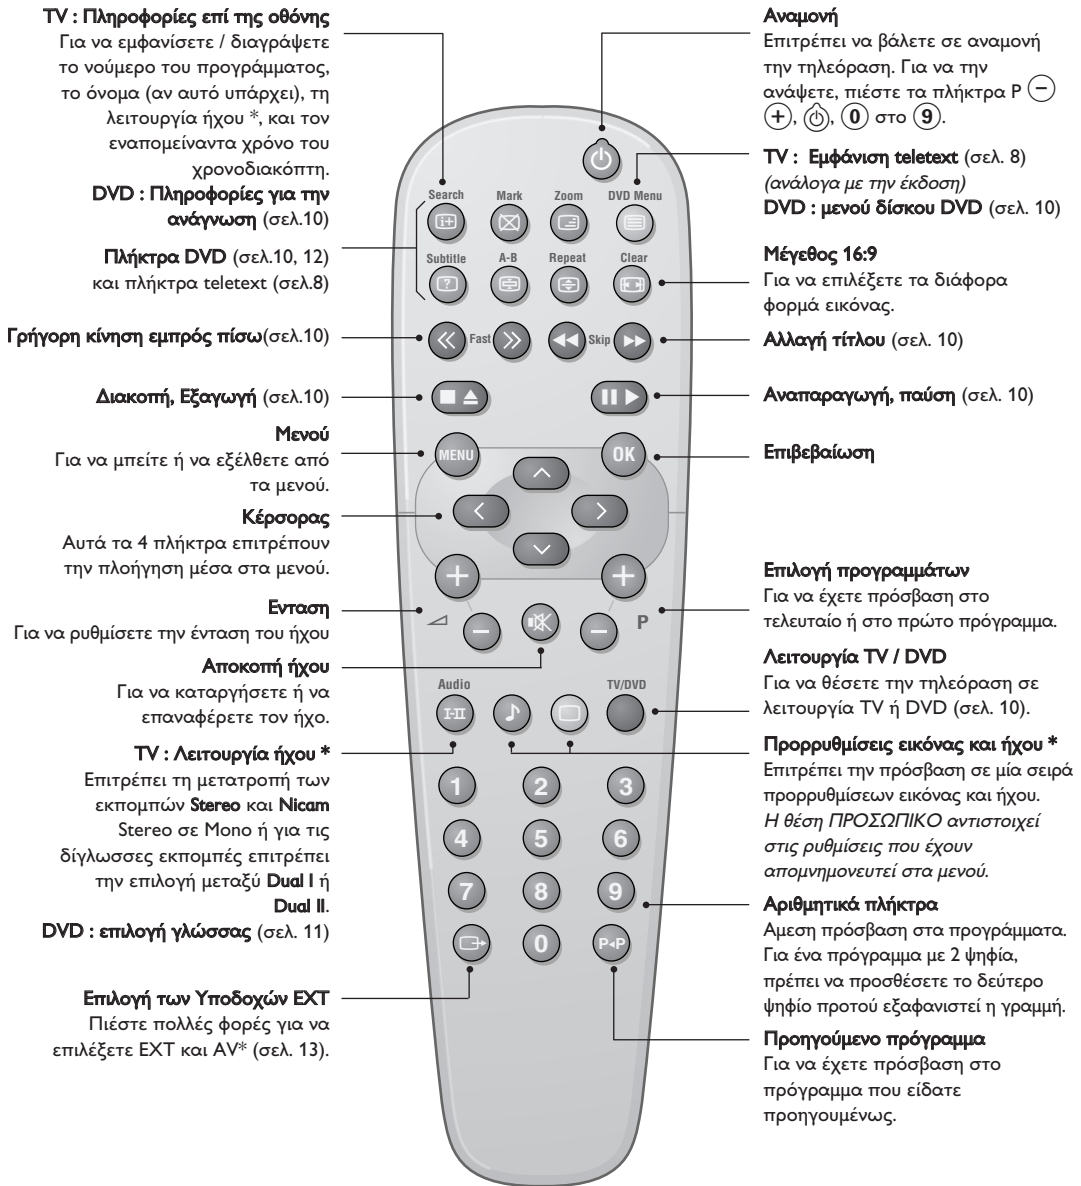 TV : Πληροφορίες επί της οθόνης
Για να εμφανίσετε / διαγράψετε
το νούμερο του προγράμματος,
το όνομα (αν αυτό υπάρχει), τη
λειτουργία ήχου *, και τον
εναπομείναντα χρόνο του
χρονοδιακόπτη.
DVD : Πληροφορίες για την
ανάγνωση (σελ.10)
Πλήκτρα DVD (σελ.10, 12)
και πλήκτρα teletext (σελ.8)
Γρήγορη κίνηση εμπρός πίσω(σελ.10)
Διακοπή, Εξαγωγή (σελ.10)
Μενού
Για να μπείτε ή να εξέλθετε από
τα μενού.
Κέρσορας
Αυτά τα 4 πλήκτρα επιτρέπουν
την πλοήγηση μέσα στα μενού.
Ενταση
Για να ρυθμίσετε την ένταση του ήχου
Αποκοπή ήχου
Για να καταργήσετε ή να
επαναφέρετε τον ήχο.
TV : Λειτουργία ήχου *
Επιτρέπει τη μετατροπή των
εκπομπών Stereo και Nicam
Stereo σε Mono ή για τις
δίγλωσσες εκπομπές επιτρέπει
την επιλογή μεταξύ Dual I ή
Dual II.
DVD : επιλογή γλώσσας (σελ. 11)
Επιλογή των Υποδοχών EXT
Πιέστε πολλές φορές για να
επιλέξετε EXT και AV* (σελ. 13).
Search Mark Zoom DVD Menu
i+
Subtitle A-B Repeat Clear
?
Fast Skip
MENU OK
+ +
- - P
Audio TV/DVD
I-II
1 2 3
4 5 6
7 8 9
0 P◂P
Αναμονή
Επιτρέπει να βάλετε σε αναμονή
την τηλεόραση. Για να την
ανάψετε, πιέστε τα πλήκτρα P −
+, ⏻, 0 στο 9.
TV : Εμφάνιση teletext (σελ. 8)
(ανάλογα με την έκδοση)
DVD : μενού δίσκου DVD (σελ. 10)
Μέγεθος 16:9
Για να επιλέξετε τα διάφορα
φορμά εικόνας.
Αλλαγή τίτλου (σελ. 10)
Αναπαραγωγή, παύση (σελ. 10)
Επιβεβαίωση
Επιλογή προγραμμάτων
Για να έχετε πρόσβαση στο
τελευταίο ή στο πρώτο πρόγραμμα.
Λειτουργία TV / DVD
Για να θέσετε την τηλεόραση σε
λειτουργία TV ή DVD (σελ. 10).
Προρρυθμίσεις εικόνας και ήχου *
Επιτρέπει την πρόσβαση σε μία σειρά
προρρυθμίσεων εικόνας και ήχου.
Η θέση ΠΡΟΣΩΠΙΚΟ αντιστοιχεί
στις ρυθμίσεις που έχουν
απομνημονευτεί στα μενού.
Αριθμητικά πλήκτρα
Αμεση πρόσβαση στα προγράμματα.
Για ένα πρόγραμμα με 2 ψηφία,
πρέπει να προσθέσετε το δεύτερο
ψηφίο προτού εξαφανιστεί η γραμμή.
Προηγούμενο πρόγραμμα
Για να έχετε πρόσβαση στο
πρόγραμμα που είδατε
προηγουμένως.